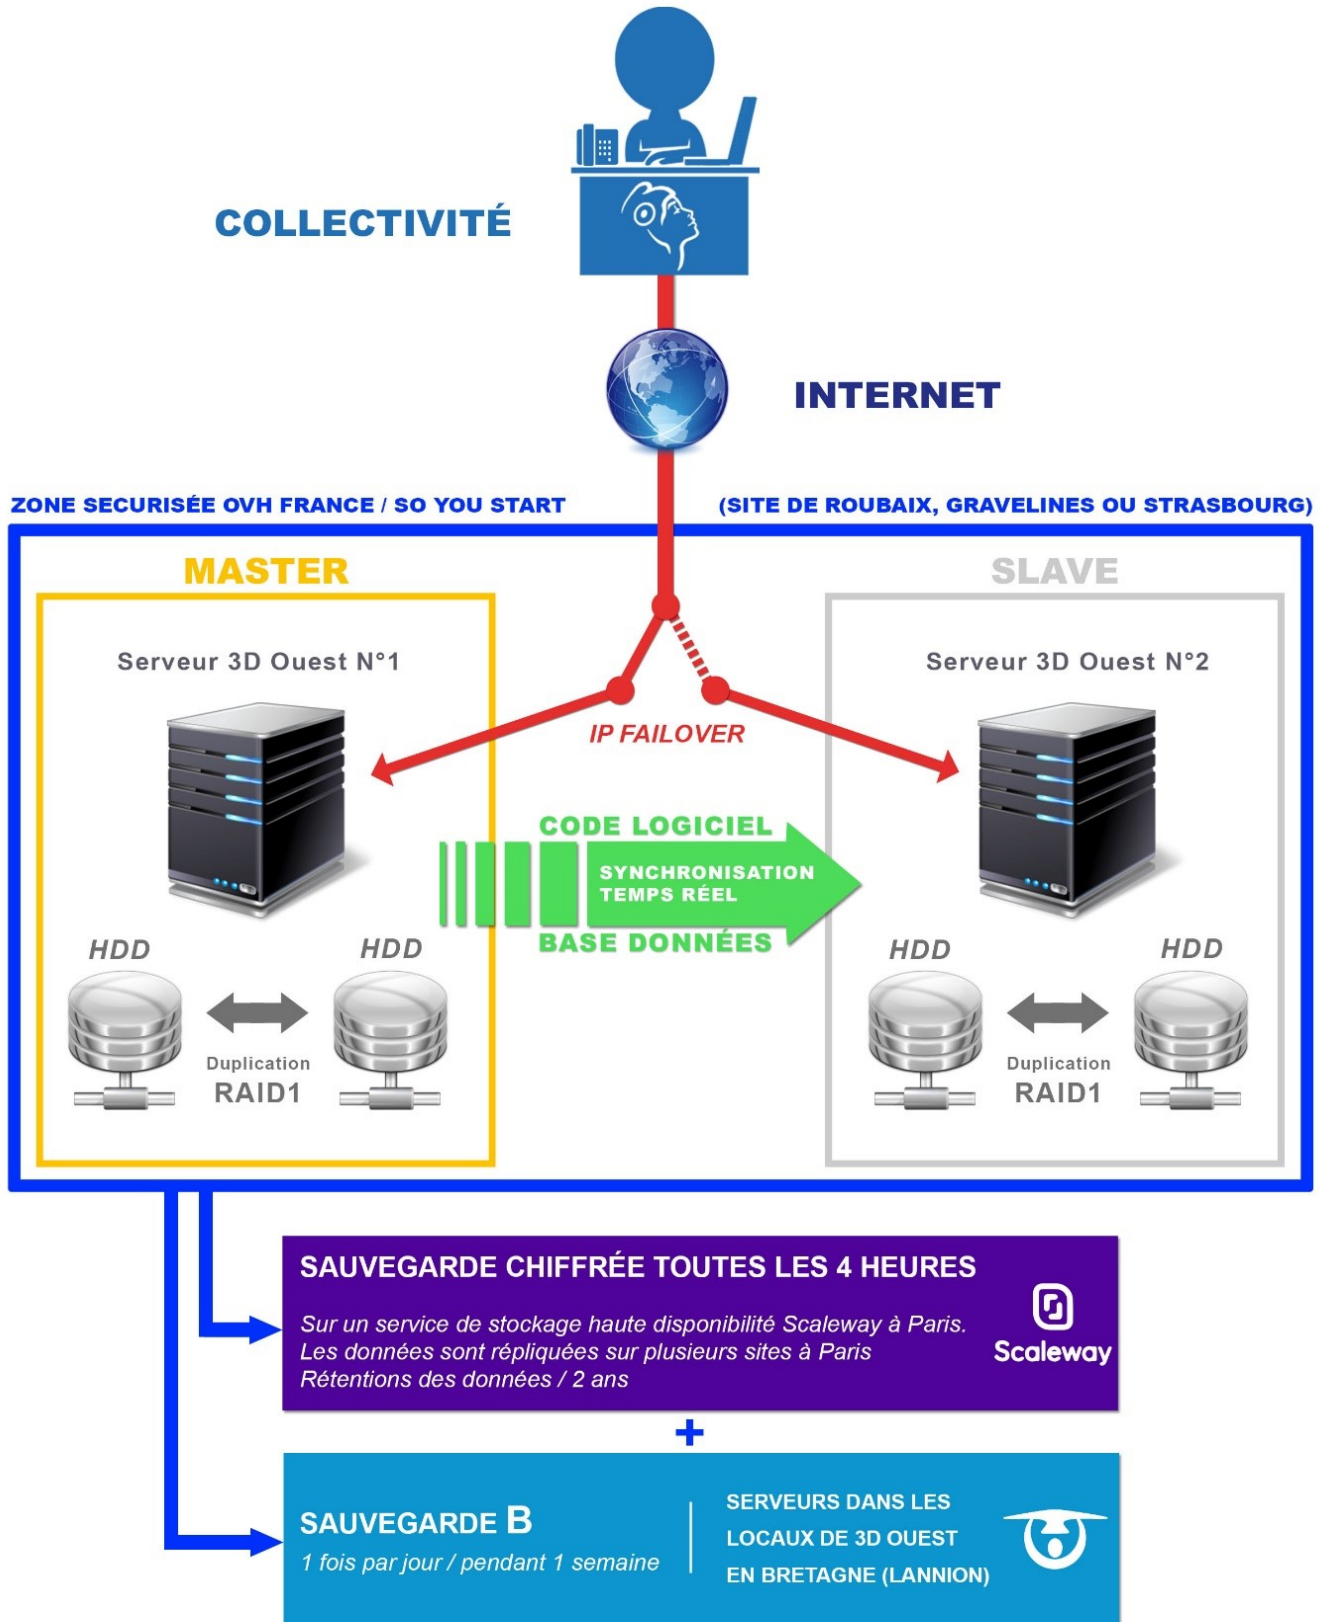 COLLECTIVITÉ
INTERNET
ZONE SECURISÉE OVH FRANCE / SO YOU START
(SITE DE ROUBAIX, GRAVELINES OU STRASBOURG)
MASTER
SLAVE
Serveur 3D Ouest N°1
Serveur 3D Ouest N°2
IP FAILOVER
CODE LOGICIEL
SYNCHRONISATION
TEMPS RÉEL
BASE DONNÉES
HDD
HDD
Duplication
RAID1
HDD
HDD
Duplication
RAID1
SAUVEGARDE CHIFFRÉE TOUTES LES 4 HEURES
Sur un service de stockage haute disponibilité Scaleway à Paris.
Les données sont répliquées sur plusieurs sites à Paris
Rétentions des données / 2 ans
Scaleway
+
SAUVEGARDE B
1 fois par jour / pendant 1 semaine
SERVEURS DANS LES
LOCAUX DE 3D OUEST
EN BRETAGNE (LANNION)